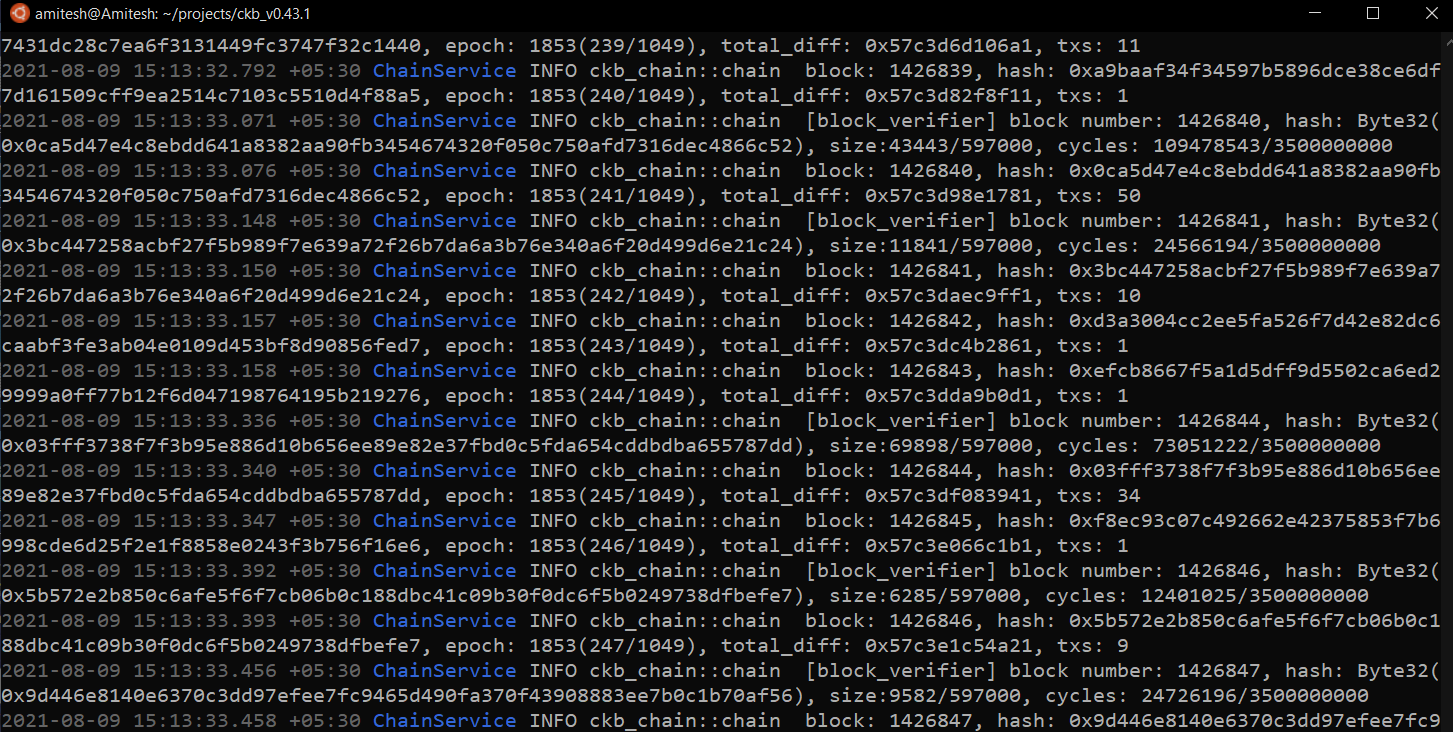 amitesh@Amitesh: ~/projects/ckb_v0.43.1
7431dc28c7ea6f3131449fc3747f32c1440, epoch: 1853(239/1049), total_diff: 0x57c3d6d106a1, txs: 11
2021-08-09 15:13:32.792 +05:30 ChainService INFO ckb_chain::chain  block: 1426839, hash: 0xa9baaf34f34597b5896dce38ce6df
7d161509cff9ea2514c7103c5510d4f88a5, epoch: 1853(240/1049), total_diff: 0x57c3d82f8f11, txs: 1
2021-08-09 15:13:33.071 +05:30 ChainService INFO ckb_chain::chain  [block_verifier] block number: 1426840, hash: Byte32(
0x0ca5d47e4c8ebdd641a8382aa90fb3454674320f050c750afd7316dec4866c52), size:43443/597000, cycles: 109478543/3500000000
2021-08-09 15:13:33.076 +05:30 ChainService INFO ckb_chain::chain  block: 1426840, hash: 0x0ca5d47e4c8ebdd641a8382aa90fb
3454674320f050c750afd7316dec4866c52, epoch: 1853(241/1049), total_diff: 0x57c3d98e1781, txs: 50
2021-08-09 15:13:33.148 +05:30 ChainService INFO ckb_chain::chain  [block_verifier] block number: 1426841, hash: Byte32(
0x3bc447258acbf27f5b989f7e639a72f26b7da6a3b76e340a6f20d499d6e21c24), size:11841/597000, cycles: 24566194/3500000000
2021-08-09 15:13:33.150 +05:30 ChainService INFO ckb_chain::chain  block: 1426841, hash: 0x3bc447258acbf27f5b989f7e639a7
2f26b7da6a3b76e340a6f20d499d6e21c24, epoch: 1853(242/1049), total_diff: 0x57c3daec9ff1, txs: 10
2021-08-09 15:13:33.157 +05:30 ChainService INFO ckb_chain::chain  block: 1426842, hash: 0xd3a3004cc2ee5fa526f7d42e82dc6
caabf3fe3ab04e0109d453bf8d90856fed7, epoch: 1853(243/1049), total_diff: 0x57c3dc4b2861, txs: 1
2021-08-09 15:13:33.158 +05:30 ChainService INFO ckb_chain::chain  block: 1426843, hash: 0xefcb8667f5a1d5dff9d5502ca6ed2
9999a0ff77b12f6d047198764195b219276, epoch: 1853(244/1049), total_diff: 0x57c3dda9b0d1, txs: 1
2021-08-09 15:13:33.336 +05:30 ChainService INFO ckb_chain::chain  [block_verifier] block number: 1426844, hash: Byte32(
0x03fff3738f7f3b95e886d10b656ee89e82e37fbd0c5fda654cddbdba655787dd), size:69898/597000, cycles: 73051222/3500000000
2021-08-09 15:13:33.340 +05:30 ChainService INFO ckb_chain::chain  block: 1426844, hash: 0x03fff3738f7f3b95e886d10b656ee
89e82e37fbd0c5fda654cddbdba655787dd, epoch: 1853(245/1049), total_diff: 0x57c3df083941, txs: 34
2021-08-09 15:13:33.347 +05:30 ChainService INFO ckb_chain::chain  block: 1426845, hash: 0xf8ec93c07c492662e42375853f7b6
998cde6d25f2e1f8858e0243f3b756f16e6, epoch: 1853(246/1049), total_diff: 0x57c3e066c1b1, txs: 1
2021-08-09 15:13:33.392 +05:30 ChainService INFO ckb_chain::chain  [block_verifier] block number: 1426846, hash: Byte32(
0x5b572e2b850c6afe5f6f7cb06b0c188dbc41c09b30f0dc6f5b0249738dfbefe7), size:6285/597000, cycles: 12401025/3500000000
2021-08-09 15:13:33.393 +05:30 ChainService INFO ckb_chain::chain  block: 1426846, hash: 0x5b572e2b850c6afe5f6f7cb06b0c1
88dbc41c09b30f0dc6f5b0249738dfbefe7, epoch: 1853(247/1049), total_diff: 0x57c3e1c54a21, txs: 9
2021-08-09 15:13:33.456 +05:30 ChainService INFO ckb_chain::chain  [block_verifier] block number: 1426847, hash: Byte32(
0x9d446e8140e6370c3dd97efee7fc9465d490fa370f43908883ee7b0c1b70af56), size:9582/597000, cycles: 24726196/3500000000
2021-08-09 15:13:33.458 +05:30 ChainService INFO ckb_chain::chain  block: 1426847, hash: 0x9d446e8140e6370c3dd97efee7fc9